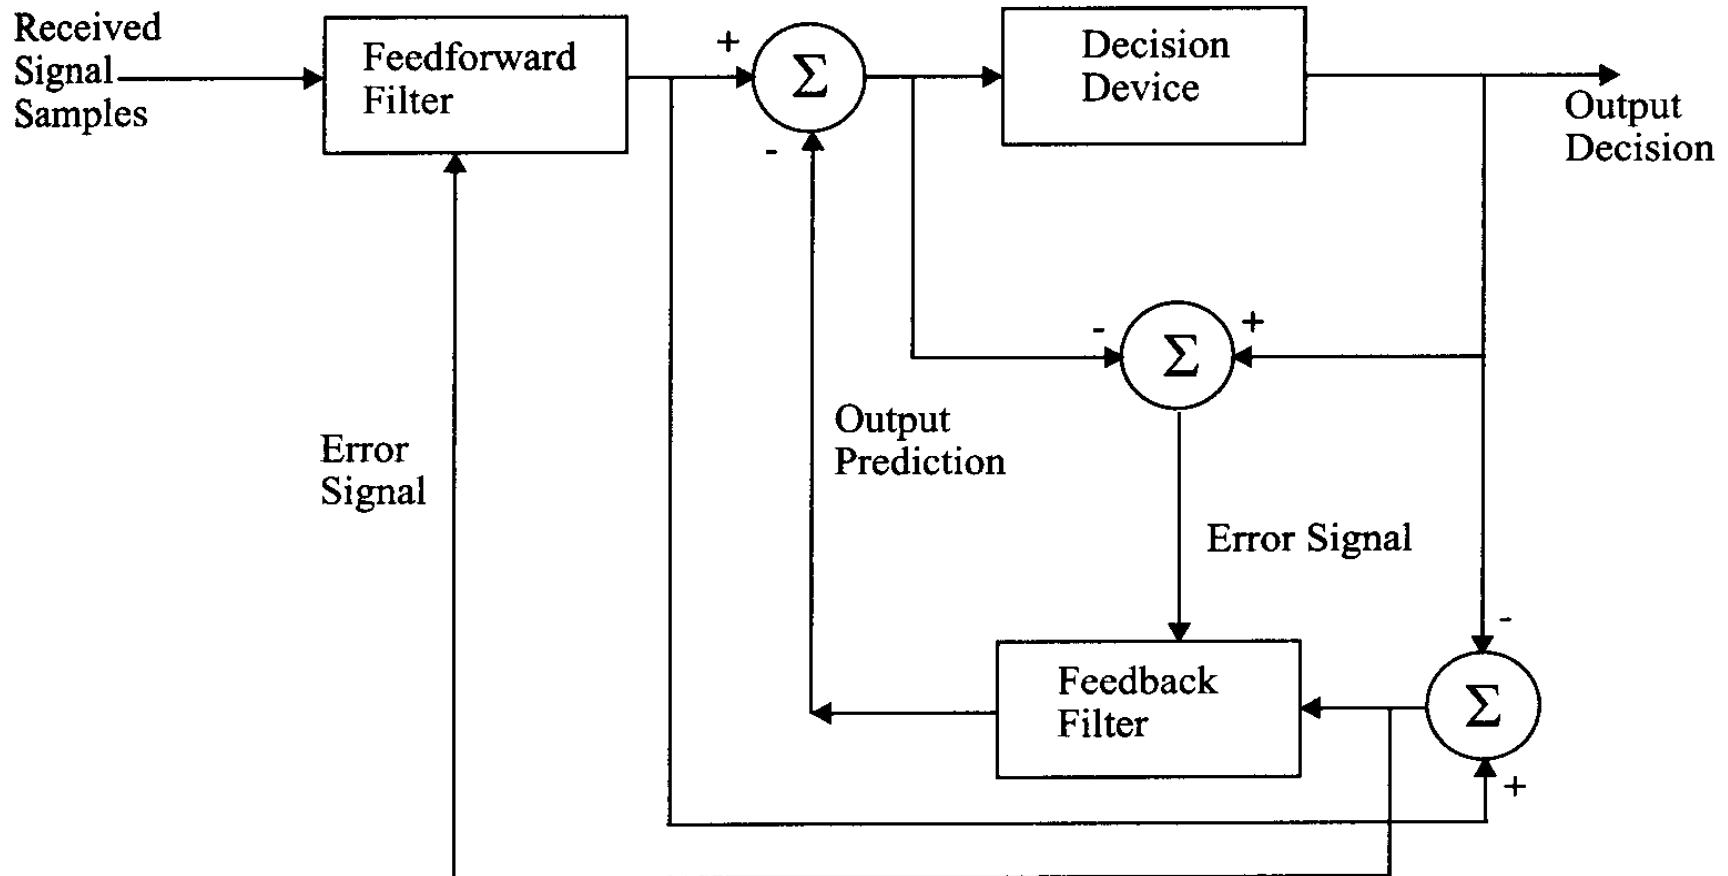 Received
Signal
Samples
Feedforward
Filter
+
Σ
-
Decision
Device
Output
Decision
-
+
Σ
Output
Prediction
Error
Signal
Error Signal
-
Feedback
Filter
Σ
+